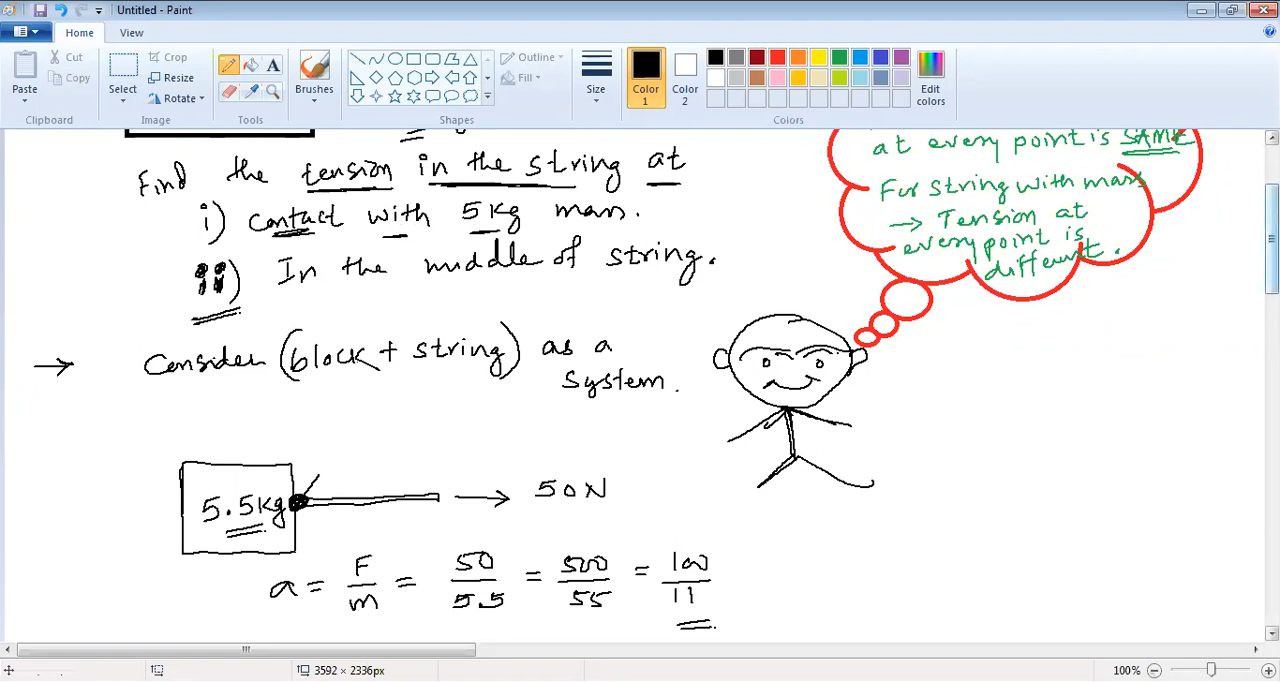 Untitled - Paint
Home View
Paste
Cut
Copy
Clipboard
Select
Crop
Resize
Rotate
Image
A
Tools
Brushes
Shapes
Outline
Fill
Size
Color 1
Color 2
Edit colors
Colors
at every point is SAME
For string with mass
→ Tension at
every point is
different.
Find the tension in the string at
i) contact with 5Kg mass.
ii) In the middle of string.
→ Consider (block + string) as a
system.
5.5Kg → 50N
a = F/m = 50/5.5 = 500/55 = 100/11
3592 × 2336px
100%